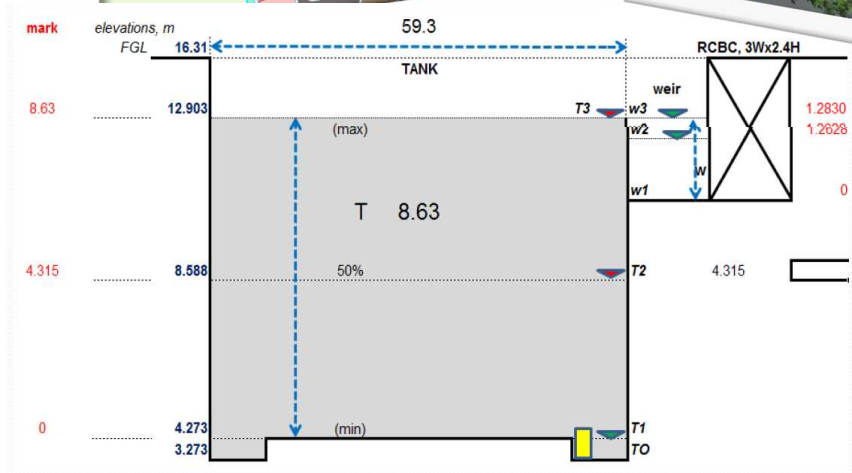 mark elevations, m 59.3
FGL 16.31 RCBC, 3Wx2.4H
TANK
weir
8.63 12.903 T3 w3 1.2830
(max) w2 1.2628
W
w1 0
T 8.63
4.315 8.588 50% T2 4.315
0 4.273 (min) T1
3.273 TO